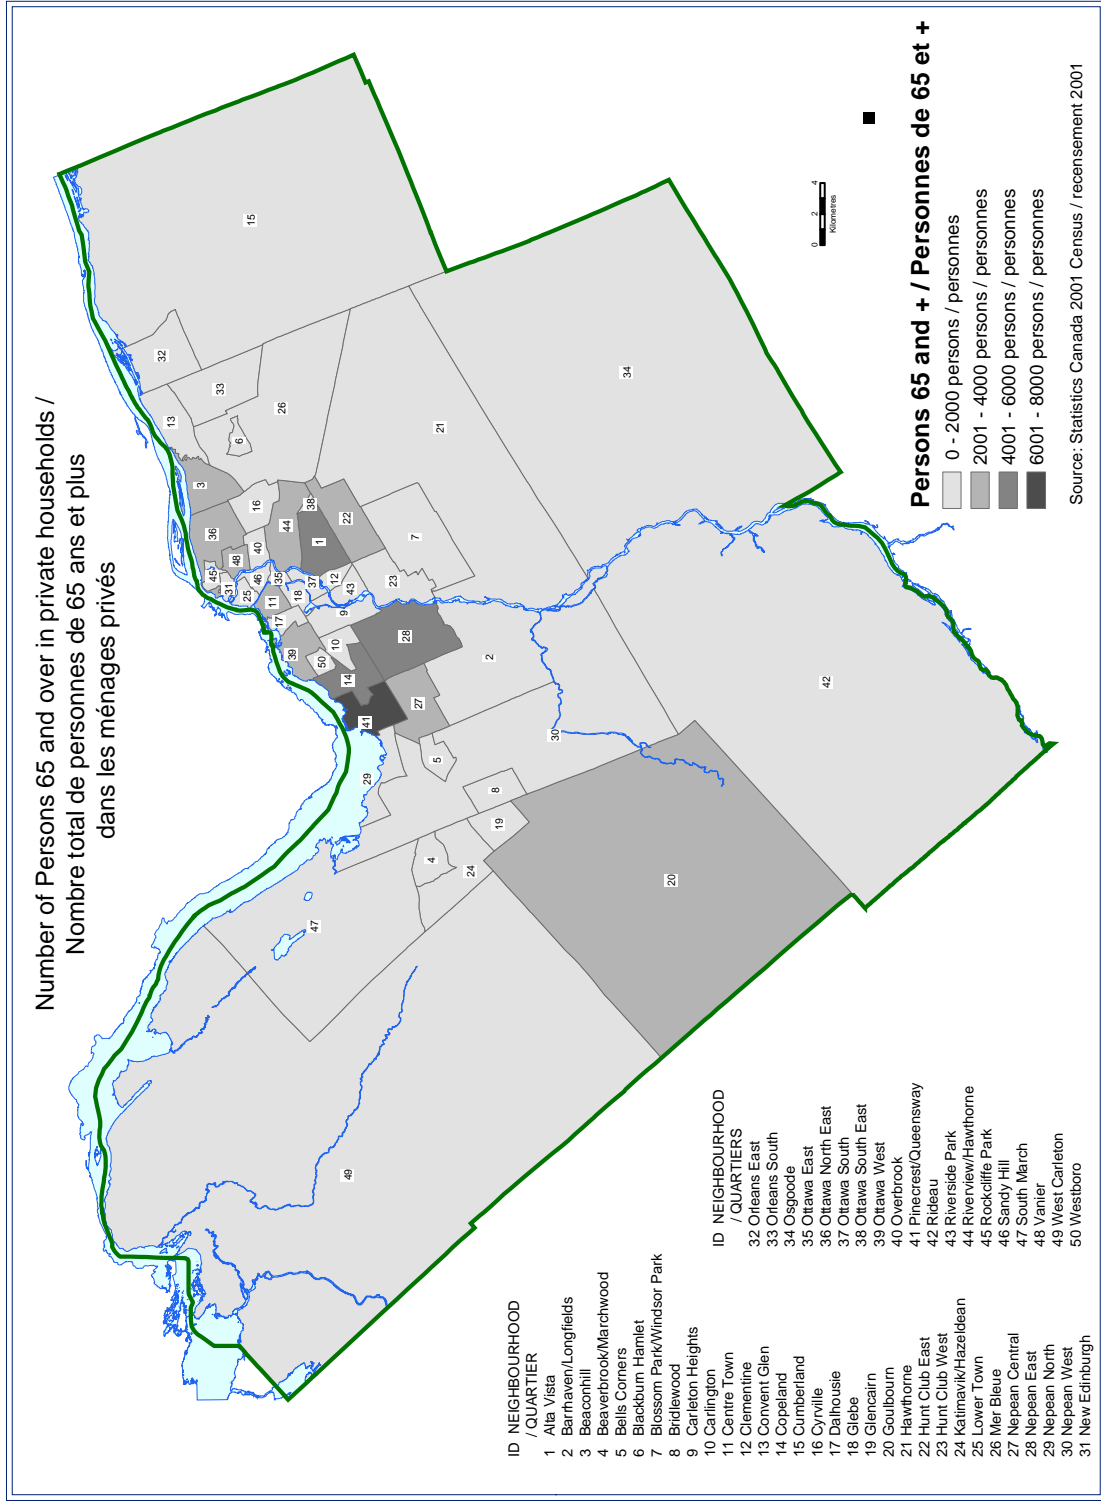 Number of Persons 65 and over in private households /
Nombre total de personnes de 65 ans et plus
dans les ménages privés
15
32
33
13
26
6
34
21
3
16
36
38
44
22
1
7
40
48
45
31
46
35
25
37
12
11
18
43
23
17
9
10
39
50
28
14
2
27
41
42
30
5
29
8
19
4
24
20
47
49
0 2 4
Kilometres
Persons 65 and + / Personnes de 65 et +
0 - 2000 persons / personnes
2001 - 4000 persons / personnes
4001 - 6000 persons / personnes
6001 - 8000 persons / personnes
Source: Statistics Canada 2001 Census / recensement 2001
ID NEIGHBOURHOOD
/ QUARTIER
1 Alta Vista
2 Barrhaven/Longfields
3 Beaconhill
4 Beaverbrook/Marchwood
5 Bells Corners
6 Blackburn Hamlet
7 Blossom Park/Windsor Park
8 Bridlewood
9 Carleton Heights
10 Carlington
11 Centre Town
12 Clementine
13 Convent Glen
14 Copeland
15 Cumberland
16 Cyrville
17 Dalhousie
18 Glebe
19 Glencairn
20 Goulbourn
21 Hawthorne
22 Hunt Club East
23 Hunt Club West
24 Katimavik/Hazeldean
25 Lower Town
26 Mer Bleue
27 Nepean Central
28 Nepean East
29 Nepean North
30 Nepean West
31 New Edinburgh
ID NEIGHBOURHOOD
/ QUARTIERS
32 Orleans East
33 Orleans South
34 Osgoode
35 Ottawa East
36 Ottawa North East
37 Ottawa South
38 Ottawa South East
39 Ottawa West
40 Overbrook
41 Pinecrest/Queensway
42 Rideau
43 Riverside Park
44 Riverview/Hawthorne
45 Rockcliffe Park
46 Sandy Hill
47 South March
48 Vanier
49 West Carleton
50 Westboro